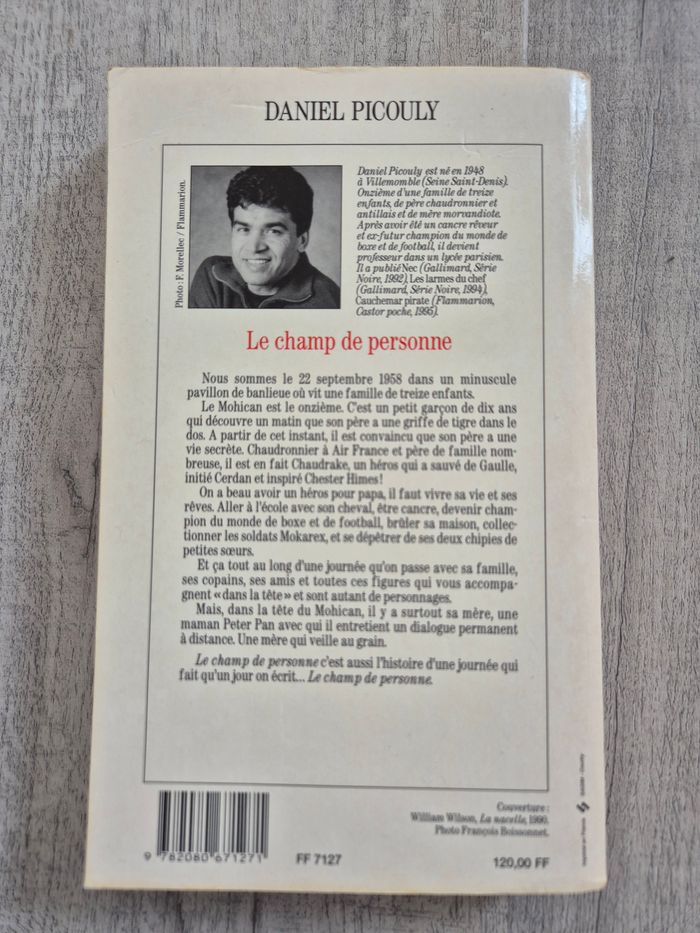 DANIEL PICOULY
Photo : F. Morellec / Flammarion.
Daniel Picouly est né en 1948
à Villemomble (Seine Saint-Denis).
Onzième d'une famille de treize
enfants, de père chaudronnier et
antillais et de mère morvandiote.
Après avoir été un cancre rêveur
et ex-futur champion du monde de
boxe et de football, il devient
professeur dans un lycée parisien.
Il a publié Nec (Gallimard, Série
Noire, 1992), Les larmes du chef
(Gallimard, Série Noire, 1994),
Cauchemar pirate (Flammarion,
Castor poche, 1995).
Le champ de personne
Nous sommes le 22 septembre 1958 dans un minuscule
pavillon de banlieue où vit une famille de treize enfants.
Le Mohican est le onzième. C'est un petit garçon de dix ans
qui découvre un matin que son père a une griffe de tigre dans le
dos. A partir de cet instant, il est convaincu que son père a une
vie secrète. Chaudronnier à Air France et père de famille nom-
breuse, il est en fait Chaudrake, un héros qui a sauvé de Gaulle,
initié Cerdan et inspiré Chester Himes !
On a beau avoir un héros pour papa, il faut vivre sa vie et ses
rêves. Aller à l'école avec son cheval, être cancre, devenir cham-
pion du monde de boxe et de football, brûler sa maison, collec-
tionner les soldats Mokarex, et se dépêtrer de ses deux chipies de
petites sœurs.
Et ça tout au long d'une journée qu'on passe avec sa famille,
ses copains, ses amis et toutes ces figures qui vous accompa-
gnent «dans la tête» et sont autant de personnages.
Mais, dans la tête du Mohican, il y a surtout sa mère, une
maman Peter Pan avec qui il entretient un dialogue permanent
à distance. Une mère qui veille au grain.
Le champ de personne c'est aussi l'histoire d'une journée qui
fait qu'un jour on écrit... Le champ de personne.
Couverture :
William Wilson, La nacelle, 1990.
Photo François Boissonnet.
9 782080 671271
FF 7127
120,00 FF
Imprimé en France